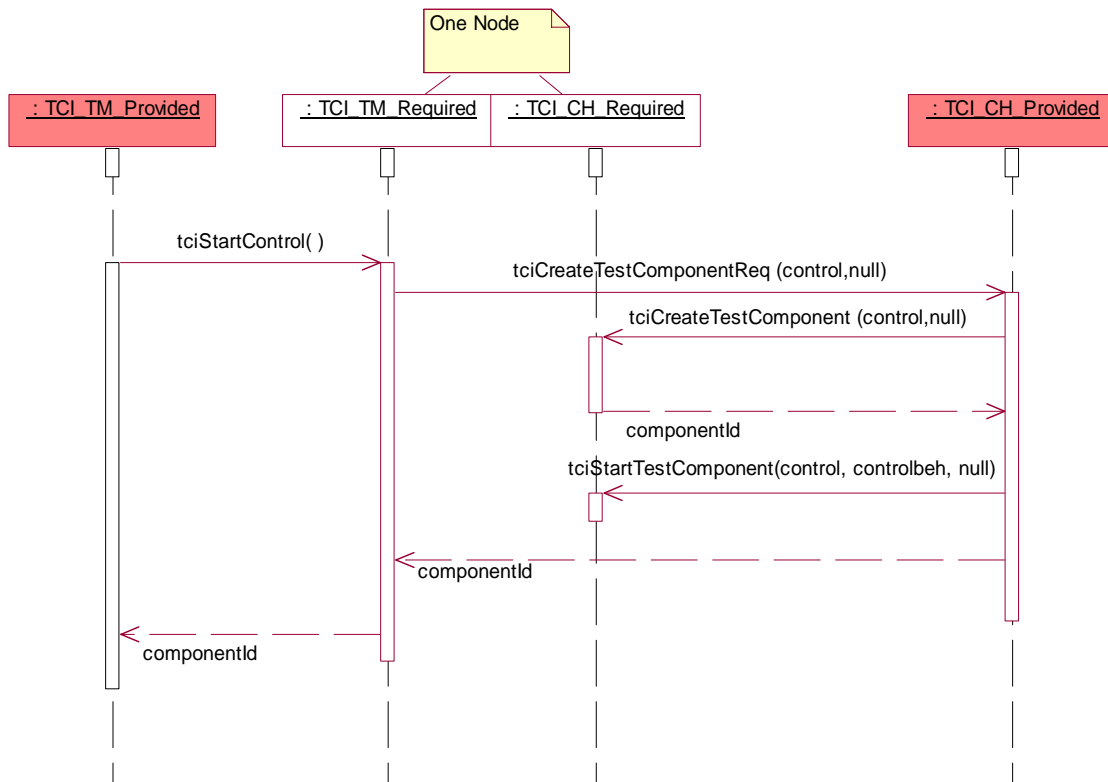 One Node
: TCI_TM_Provided
: TCI_TM_Required
: TCI_CH_Required
: TCI_CH_Provided
tciStartControl( )
tciCreateTestComponentReq (control,null)
tciCreateTestComponent (control,null)
componentId
tciStartTestComponent(control, controlbeh, null)
componentId
componentId